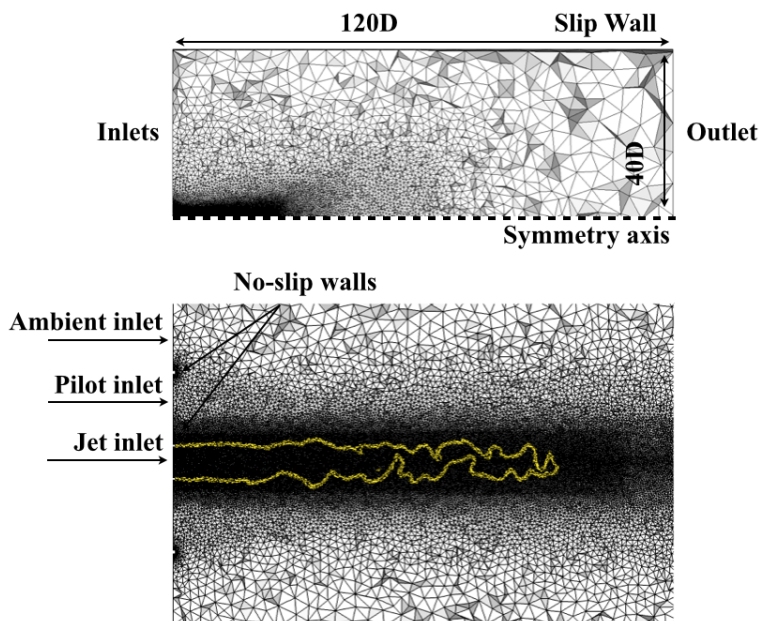 120D
Slip Wall
Inlets
Outlet
40D
Symmetry axis
No-slip walls
Ambient inlet
Pilot inlet
Jet inlet